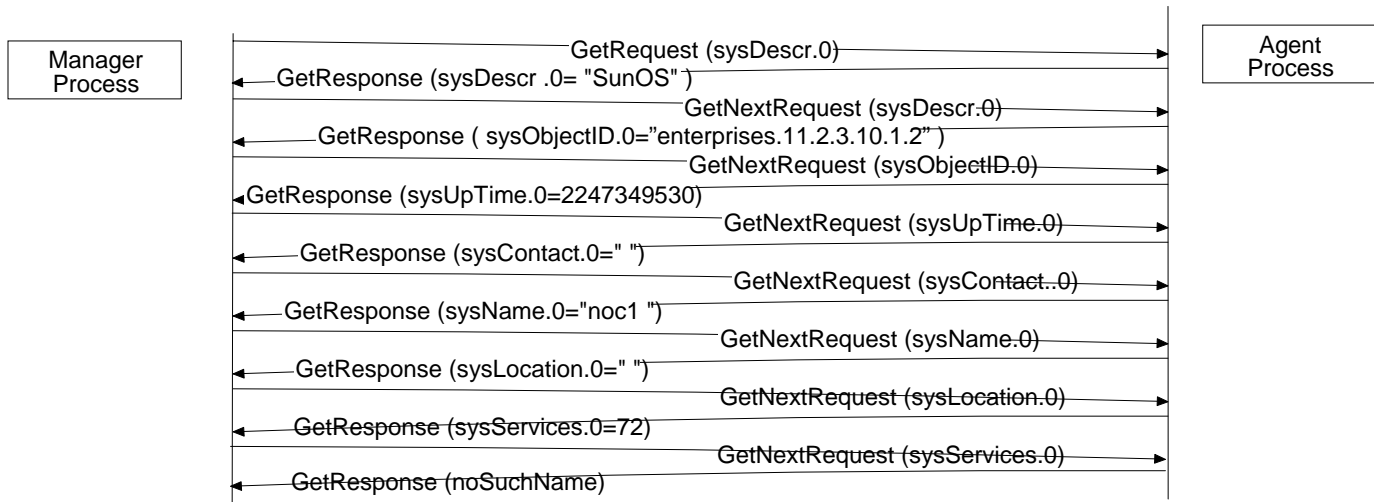 Manager
Process
Agent
Process
GetRequest (sysDescr.0)
GetResponse (sysDescr .0= "SunOS" )
GetNextRequest (sysDescr.0)
GetResponse ( sysObjectID.0=”enterprises.11.2.3.10.1.2” )
GetNextRequest (sysObjectID.0)
GetResponse (sysUpTime.0=2247349530)
GetNextRequest (sysUpTime.0)
GetResponse (sysContact.0=" ")
GetNextRequest (sysContact..0)
GetResponse (sysName.0="noc1 ")
GetNextRequest (sysName.0)
GetResponse (sysLocation.0=" ")
GetNextRequest (sysLocation.0)
GetResponse (sysServices.0=72)
GetNextRequest (sysServices.0)
GetResponse (noSuchName)